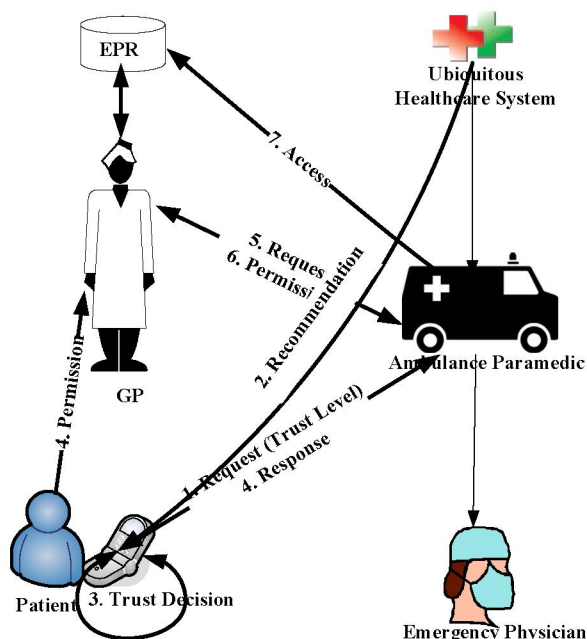 EPR
Ubiquitous
Healthcare System
7. Access
5. Reques
6. Permissi
2. Recommendation
Ambulance Paramedic
4. Permission
GP
1. Request (Trust Level)
4. Response
Patient
3. Trust Decision
Emergency Physician